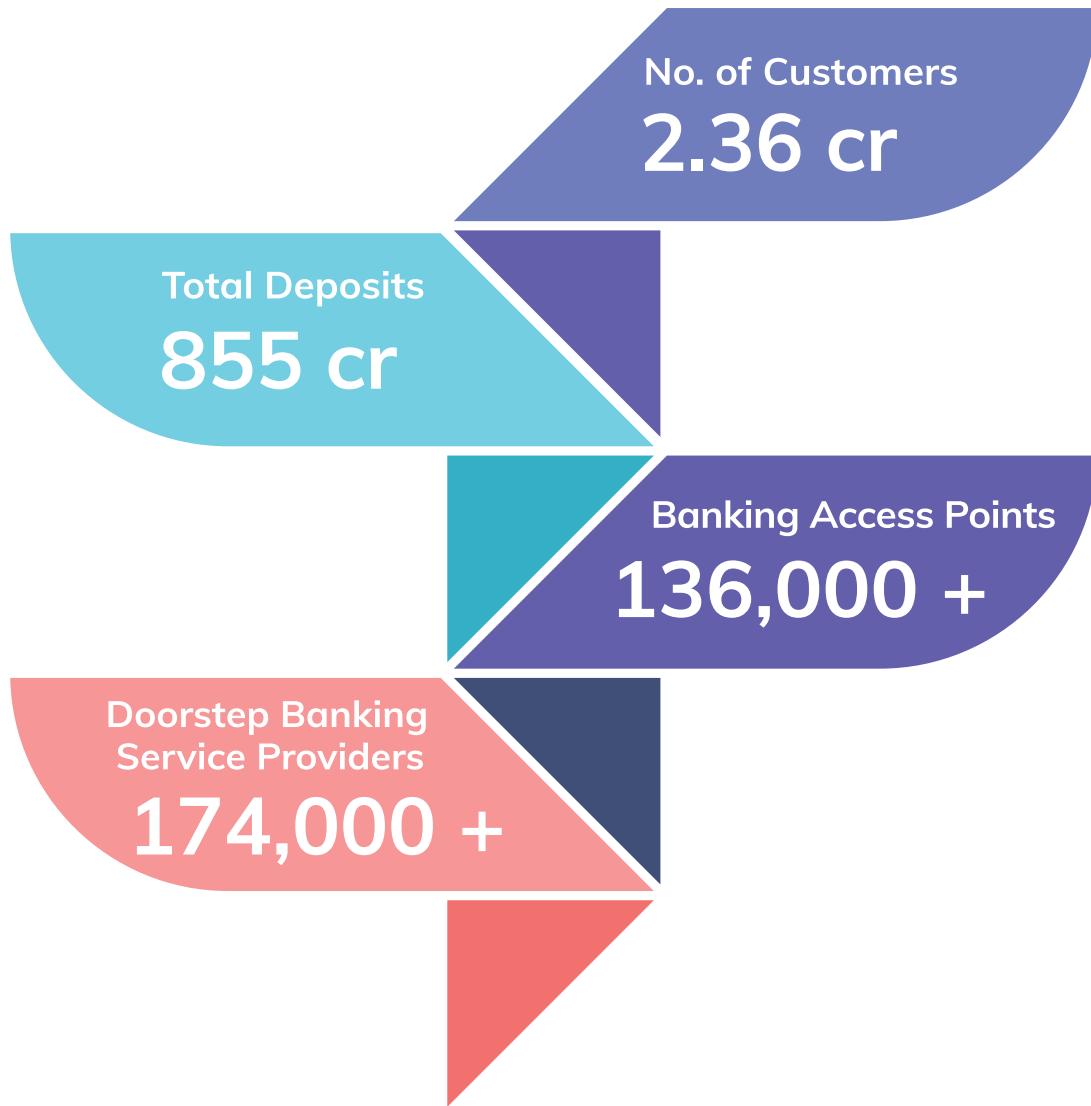 No. of Customers
2.36 cr
Total Deposits
855 cr
Banking Access Points
136,000 +
Doorstep Banking
Service Providers
174,000 +